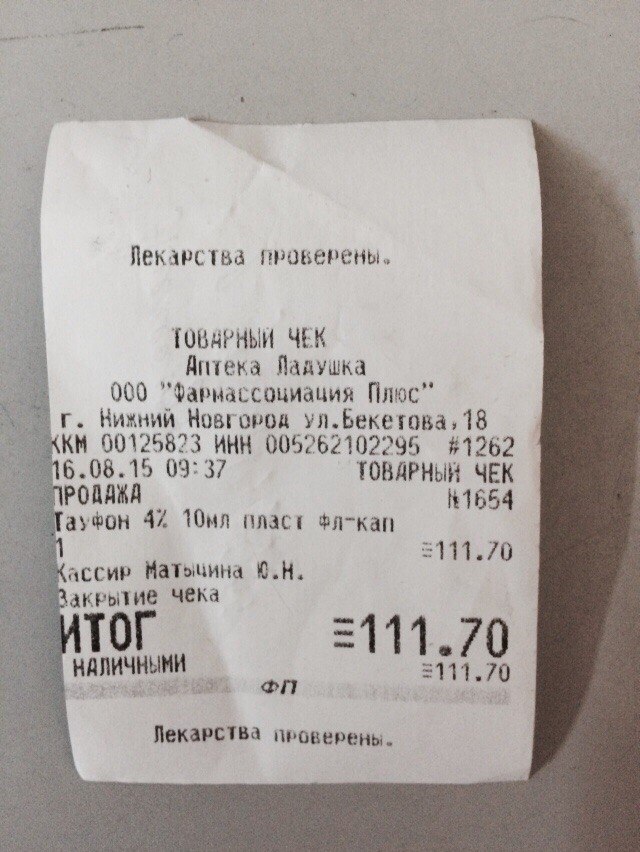 Лекарства проверены.
ТОВАРНЫЙ ЧЕК
Аптека Ладушка
ООО "Фармассоциация Плюс"
г. Нижний Новгород ул.Бекетова,18
ККМ 00125823 ИНН 005262102295 #1262
16.08.15 09:37 ТОВАРНЫЙ ЧЕК
ПРОДАЖА №1654
Тауфон 4% 10мл пласт фл-кап
1 ≡111.70
Кассир Матычина Ю.Н.
Закрытие чека
ИТОГ ≡111.70
НАЛИЧНЫМИ ≡111.70
ФП
Лекарства проверены.